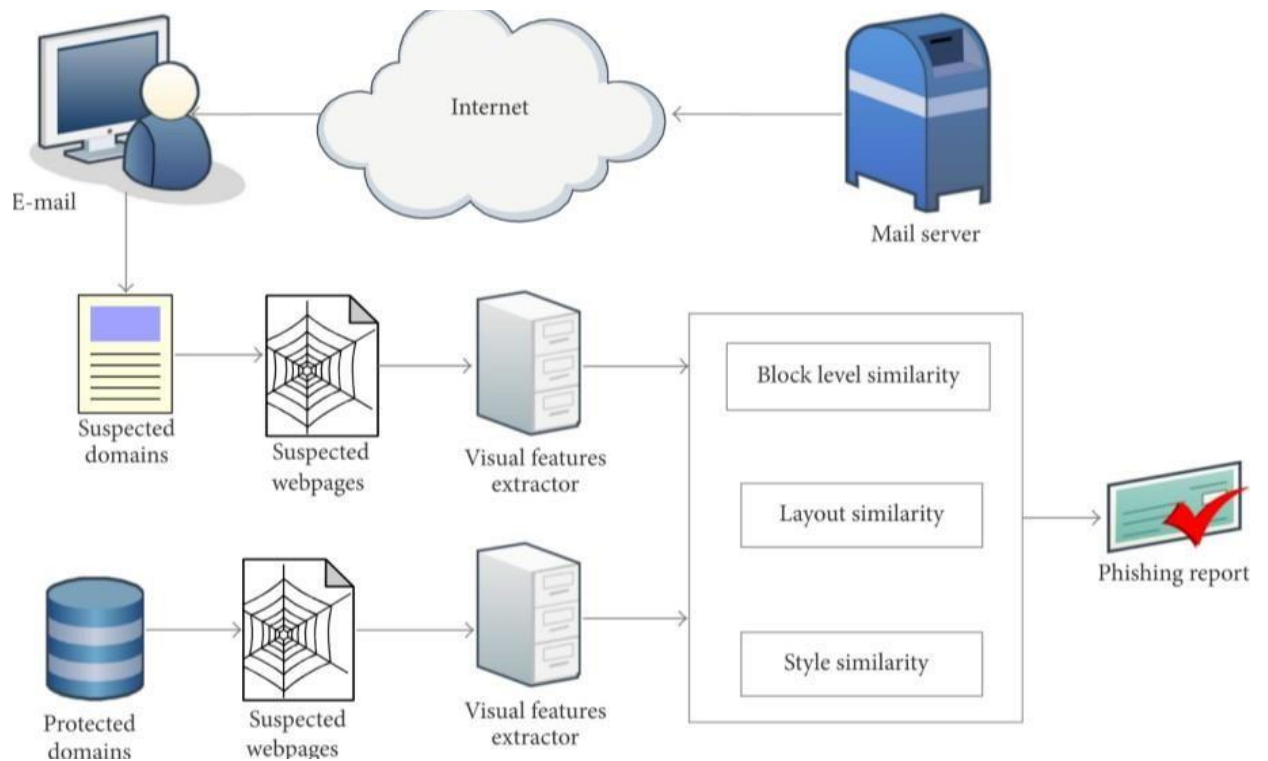 Internet
E-mail
Mail server
Suspected
domains
Suspected
webpages
Visual features
extractor
Block level similarity
Layout similarity
Style similarity
Phishing report
Protected
domains
Suspected
webpages
Visual features
extractor